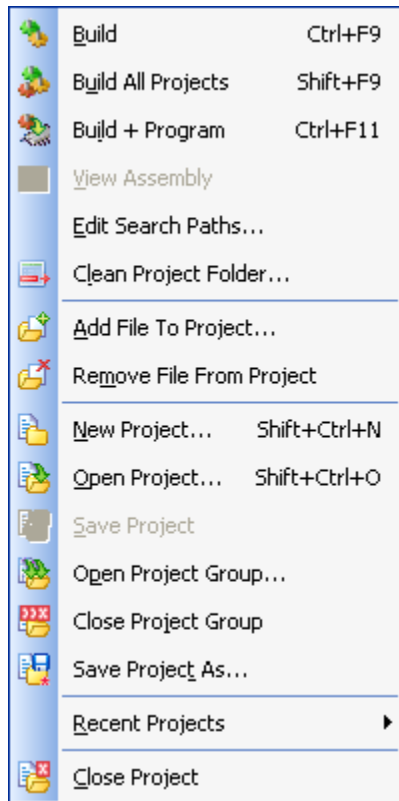 Build Ctrl+F9
Build All Projects Shift+F9
Build + Program Ctrl+F11
View Assembly
Edit Search Paths...
Clean Project Folder...
Add File To Project...
Remove File From Project
New Project... Shift+Ctrl+N
Open Project... Shift+Ctrl+O
Save Project
Open Project Group...
Close Project Group
Save Project As...
Recent Projects
Close Project